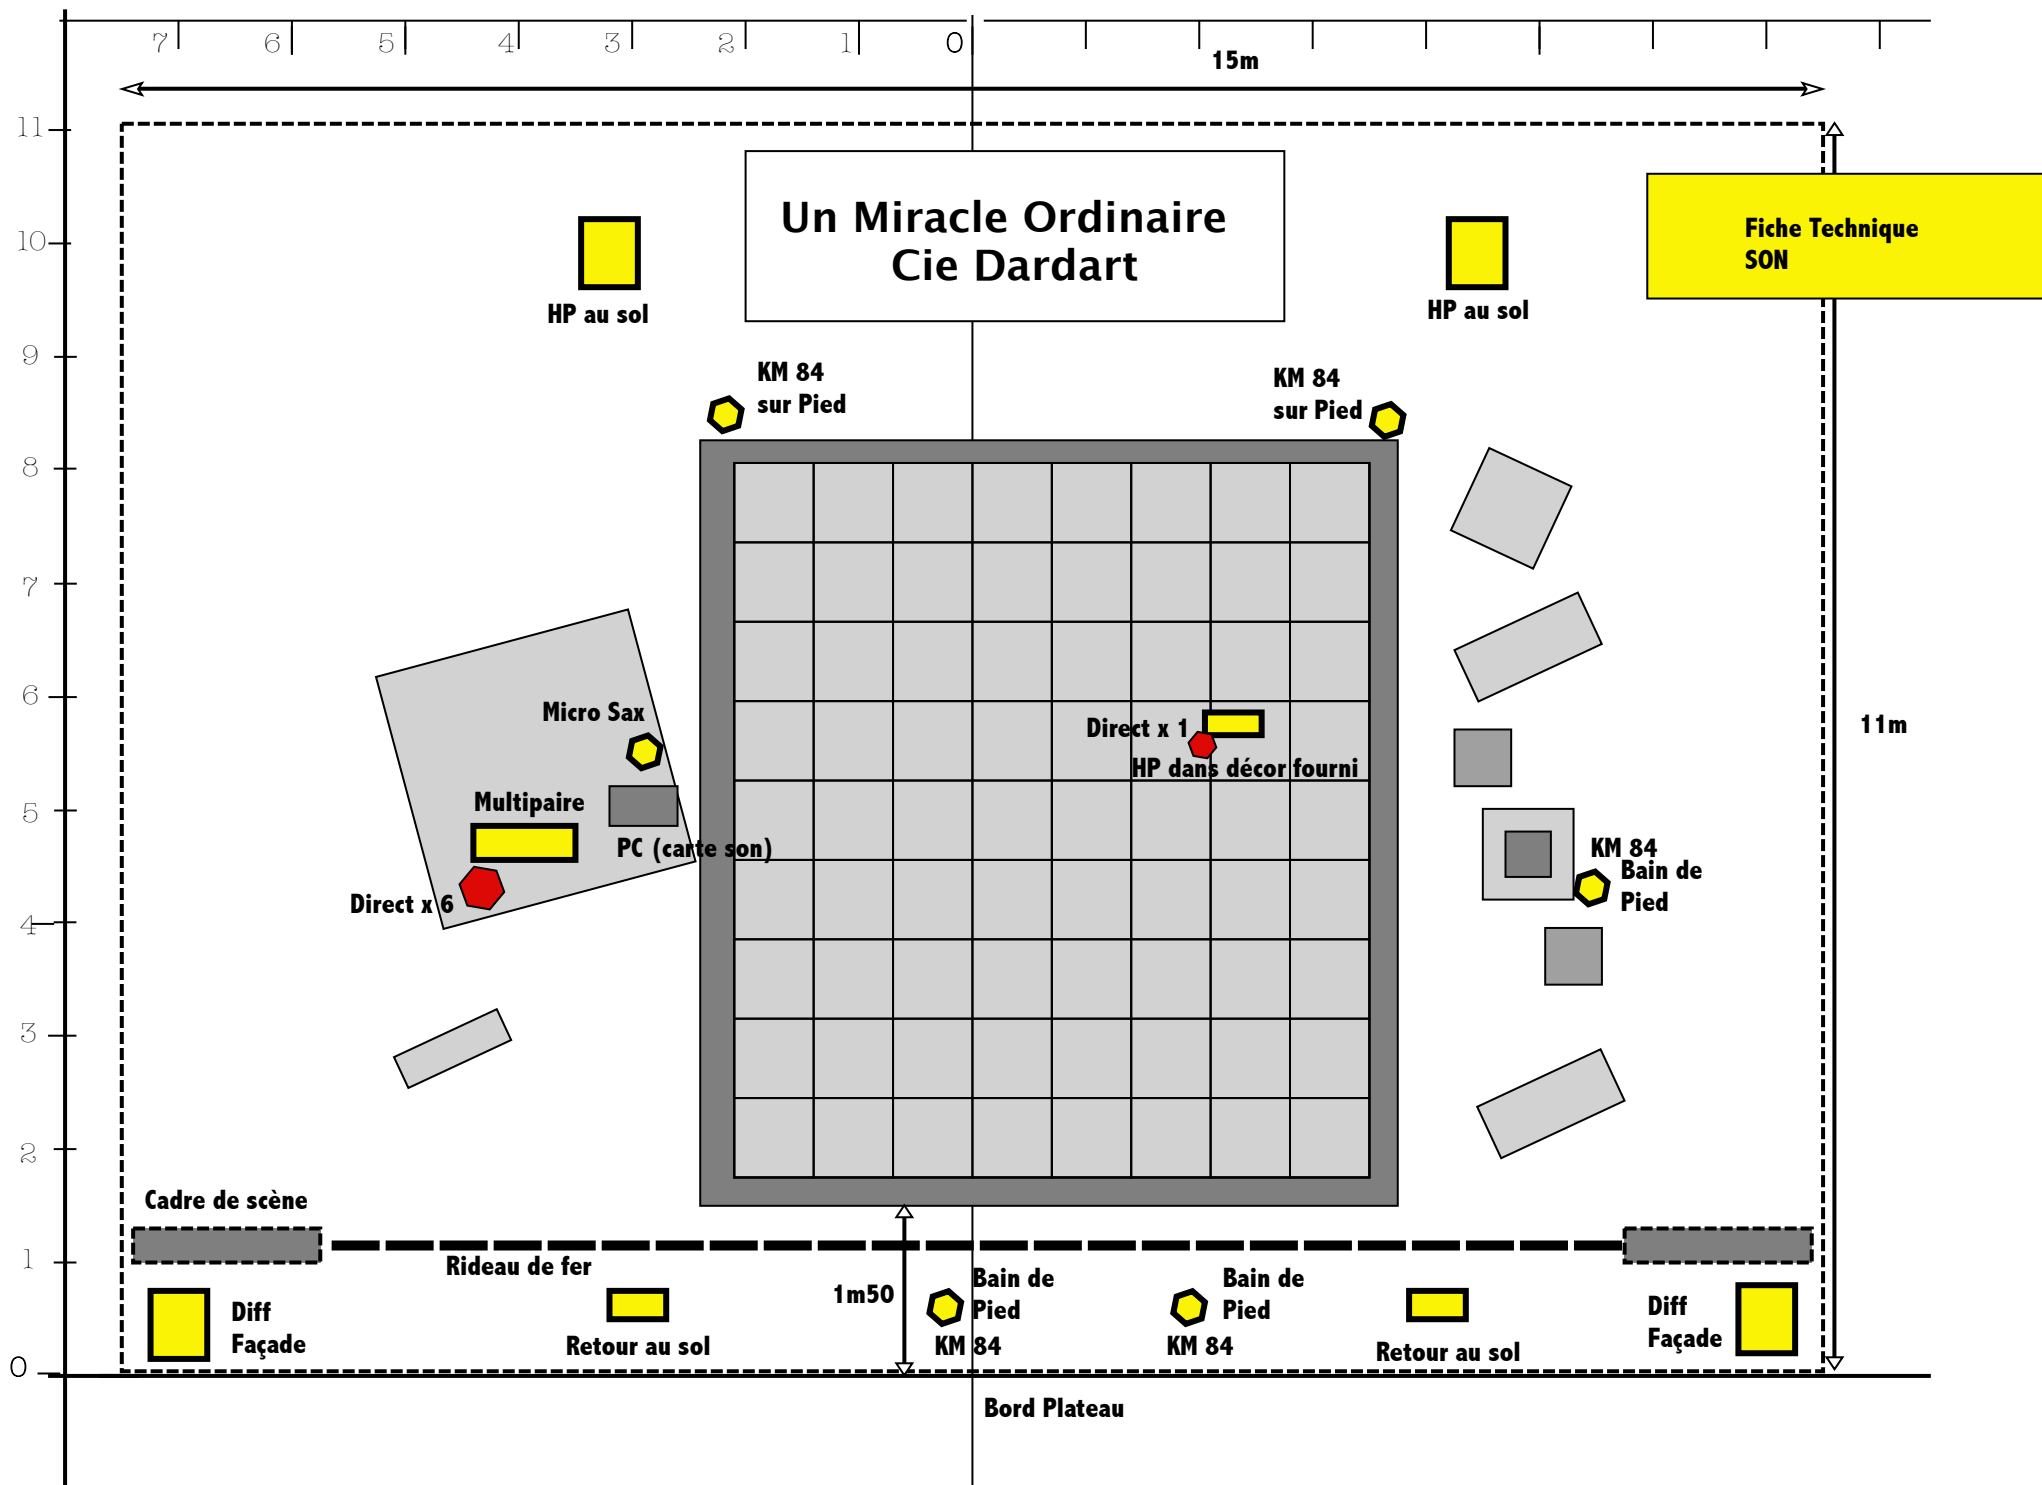 7 6 5 4 3 2 1 0
15m
11
Un Miracle Ordinaire
Cie Dardart
Fiche Technique
SON
10
HP au sol
HP au sol
9
KM 84
sur Pied
KM 84
sur Pied
8
7
6
Micro Sax
Direct x 1
11m
HP dans décor fourni
5
Multipaire
PC (carte son)
KM 84
Bain de
Pied
Direct x 6
4
3
2
Cadre de scène
1
Rideau de fer
1m50
Bain de
Pied
KM 84
Bain de
Pied
KM 84
Diff
Façade
Retour au sol
Retour au sol
Diff
Façade
0
Bord Plateau